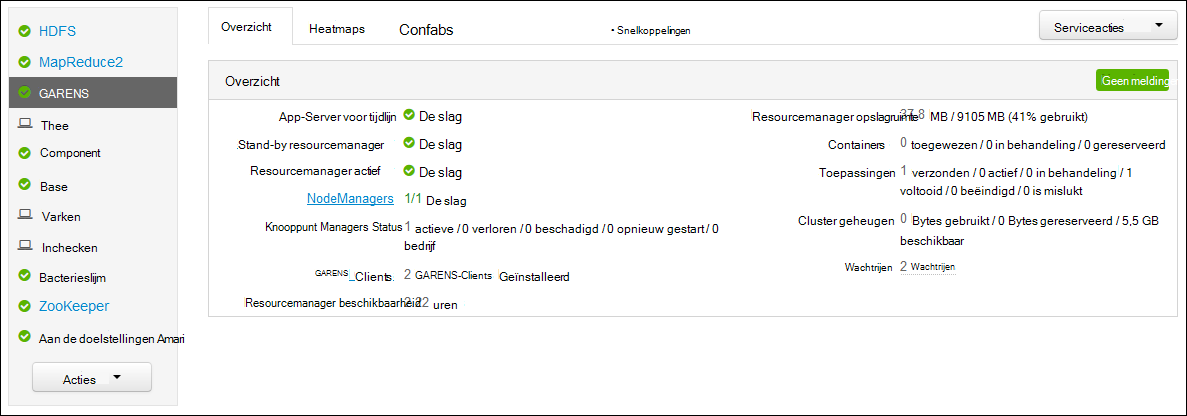 HDFS
MapReduce2
GARENS
Thee
Component
Base
Varken
Inchecken
Bacterieslijm
ZooKeeper
Aan de doelstellingen Amari
Acties
Overzicht
Heatmaps
Confabs
• Snelkoppelingen
Serviceacties
Overzicht
Geen melding
App-Server voor tijdlijn De slag
Stand-by resourcemanager De slag
Resourcemanager actief De slag
NodeManagers 1/1 De slag
Knooppunt Managers Status 1 actieve / 0 verloren / 0 beschadigd / 0 opnieuw gestart / 0
bedrijf
GARENS_Clients. 2 GARENS-Clients Geïnstalleerd
Resourcemanager beschikbaarheid uren
Resourcemanager opslagruimte MB / 9105 MB (41% gebruikt)
Containers 0 toegewezen / 0 in behandeling / 0 gereserveerd
Toepassingen 1 verzonden / 0 actief / 0 in behandeling / 1
voltooid / 0 beëindigd / 0 is mislukt
Cluster geheugen 0 Bytes gebruikt / 0 Bytes gereserveerd / 5,5 GB
beschikbaar
Wachtrijen 2 Wachtrijen